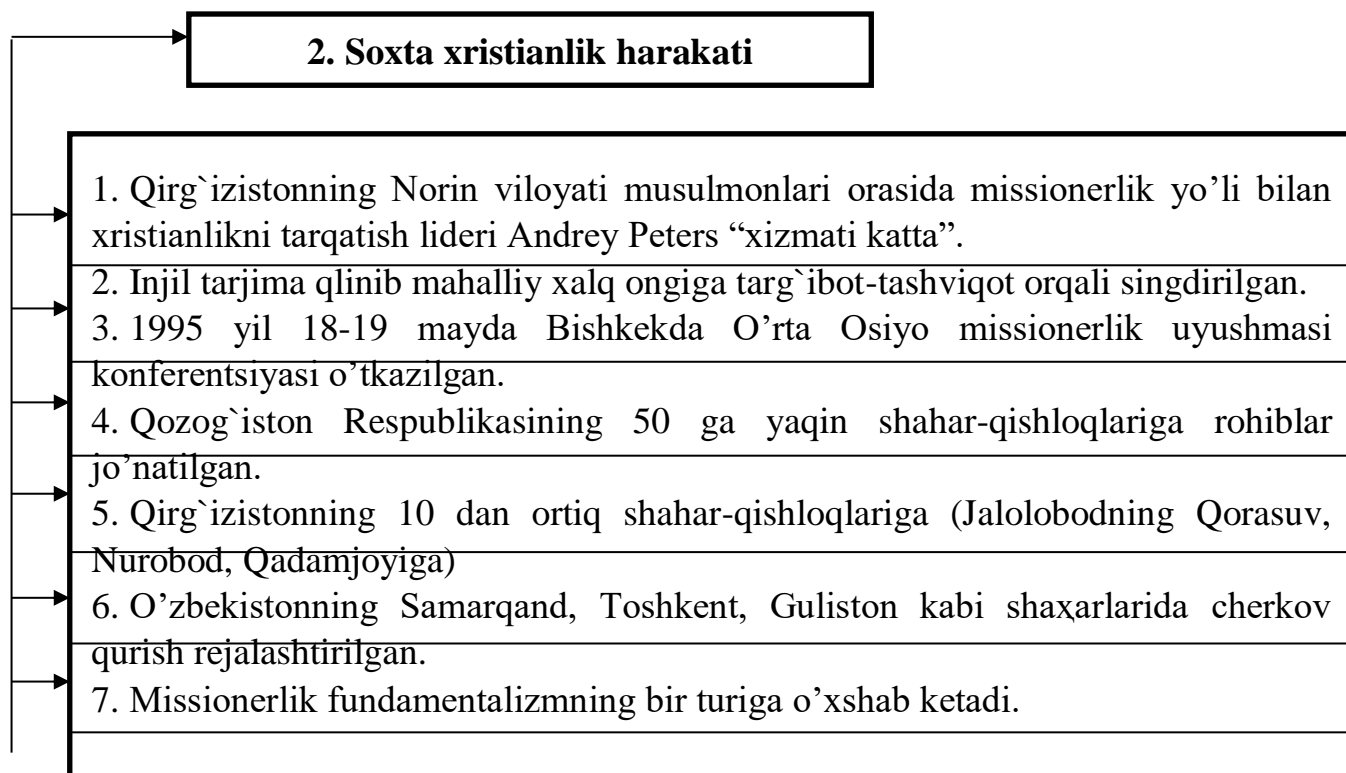 2. Soxta xristianlik harakati
1. Qirg`izistonning Norin viloyati musulmonlari orasida missionerlik yo’li bilan
xristianlikni tarqatish lideri Andrey Peters “xizmati katta”.
2. Injil tarjima qlinib mahalliy xalq ongiga targ`ibot-tashviqot orqali singdirilgan.
3. 1995 yil 18-19 mayda Bishkekda O’rta Osiyo missionerlik uyushmasi
konferentsiyasi o’tkazilgan.
4. Qozog`iston Respublikasining 50 ga yaqin shahar-qishloqlariga rohiblar
jo’natilgan.
5. Qirg`izistonning 10 dan ortiq shahar-qishloqlariga (Jalolobodning Qorasuv,
Nurobod, Qadamjoyiga)
6. O’zbekistonning Samarqand, Toshkent, Guliston kabi shaҳarlarida cherkov
qurish rejalashtirilgan.
7. Missionerlik fundamentalizmning bir turiga o’xshab ketadi.